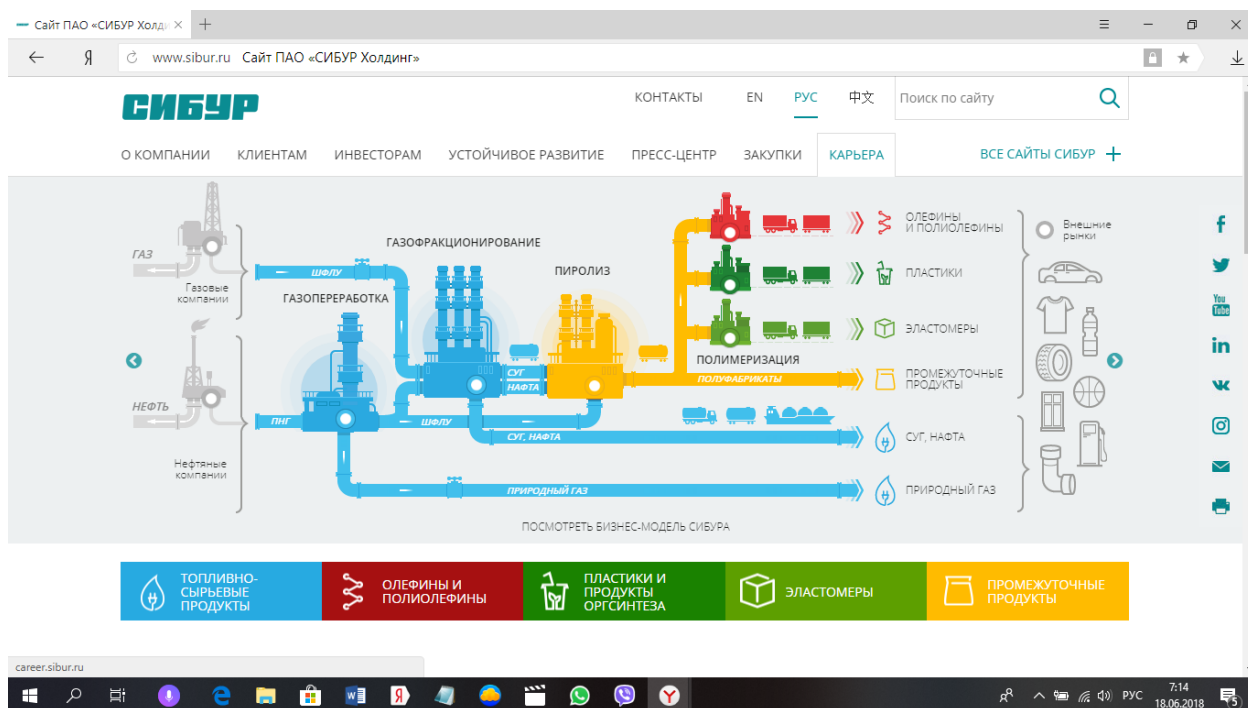 Сайт ПАО «СИБУР Холди
www.sibur.ru Сайт ПАО «СИБУР Холдинг»
СИБУР
КОНТАКТЫ EN РУС 中文 Поиск по сайту
О КОМПАНИИ КЛИЕНТАМ ИНВЕСТОРАМ УСТОЙЧИВОЕ РАЗВИТИЕ ПРЕСС-ЦЕНТР ЗАКУПКИ КАРЬЕРА ВСЕ САЙТЫ СИБУР +
ГАЗ
Газовые
компании
НЕФТЬ
Нефтяные
компании
ШФЛУ
ГАЗОПЕРЕРАБОТКА
ГАЗОФРАКЦИОНИРОВАНИЕ
ПИРОЛИЗ
СУГ
НАФТА
ПНГ
ШФЛУ
СУГ, НАФТА
ПРИРОДНЫЙ ГАЗ
ПОЛИМЕРИЗАЦИЯ
ПОЛУФАБРИКАТЫ
ОЛЕФИНЫ
И ПОЛИОЛЕФИНЫ
ПЛАСТИКИ
ЭЛАСТОМЕРЫ
ПРОМЕЖУТОЧНЫЕ
ПРОДУКТЫ
СУГ, НАФТА
ПРИРОДНЫЙ ГАЗ
Внешние
рынки
You
Tube
in
ПОСМОТРЕТЬ БИЗНЕС-МОДЕЛЬ СИБУРА
ТОПЛИВНО-
СЫРЬЕВЫЕ
ПРОДУКТЫ
ОЛЕФИНЫ И
ПОЛИОЛЕФИНЫ
ПЛАСТИКИ И
ПРОДУКТЫ
ОРГСИНТЕЗА
ЭЛАСТОМЕРЫ
ПРОМЕЖУТОЧНЫЕ
ПРОДУКТЫ
career.sibur.ru
РУС
7:14
18.06.2018
5